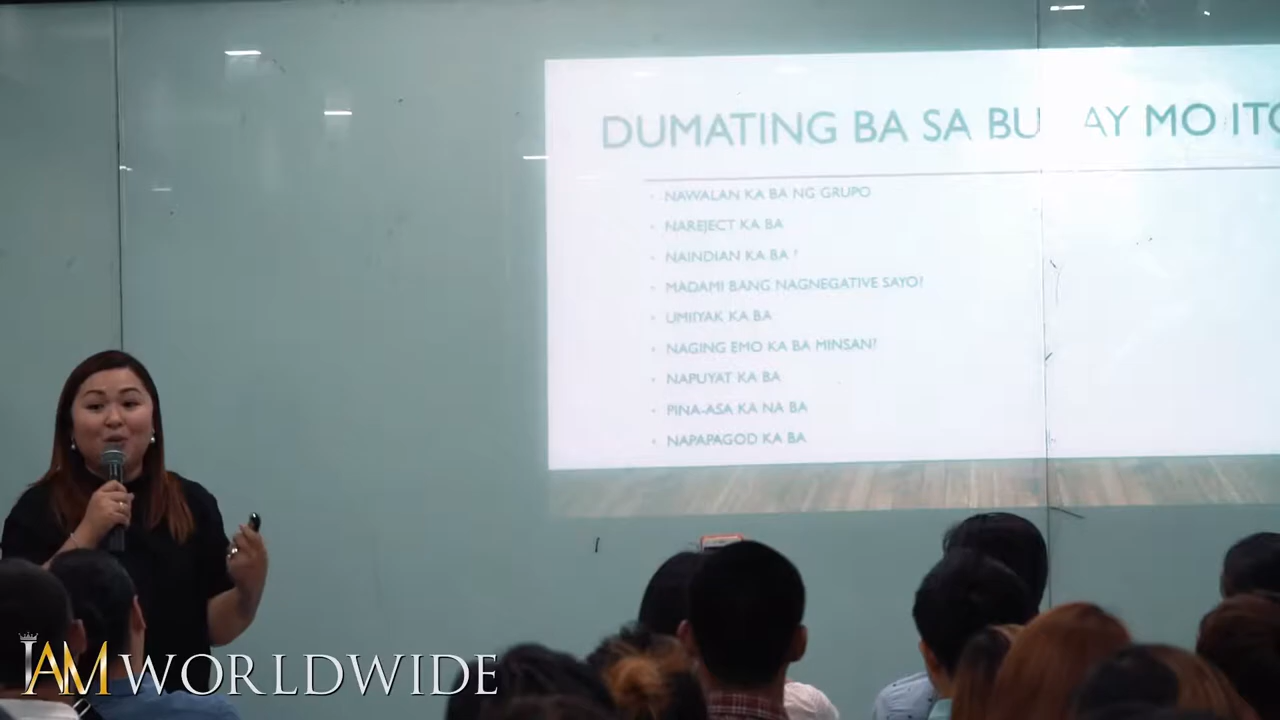 DUMATING BA SA BU AY MO ITO
NAWALAN KA BA NG GRUPO
NAREJECT KA BA
NAINDIAN KA BA ?
MADAMI BANG NAGNEGATIVE SAYO?
UMIIYAK KA BA
NAGING EMO KA BA MINSAN?
NAPUYAT KA BA
PINA-ASA KA NA BA
NAPAPAGOD KA BA
IAM WORLDWIDE